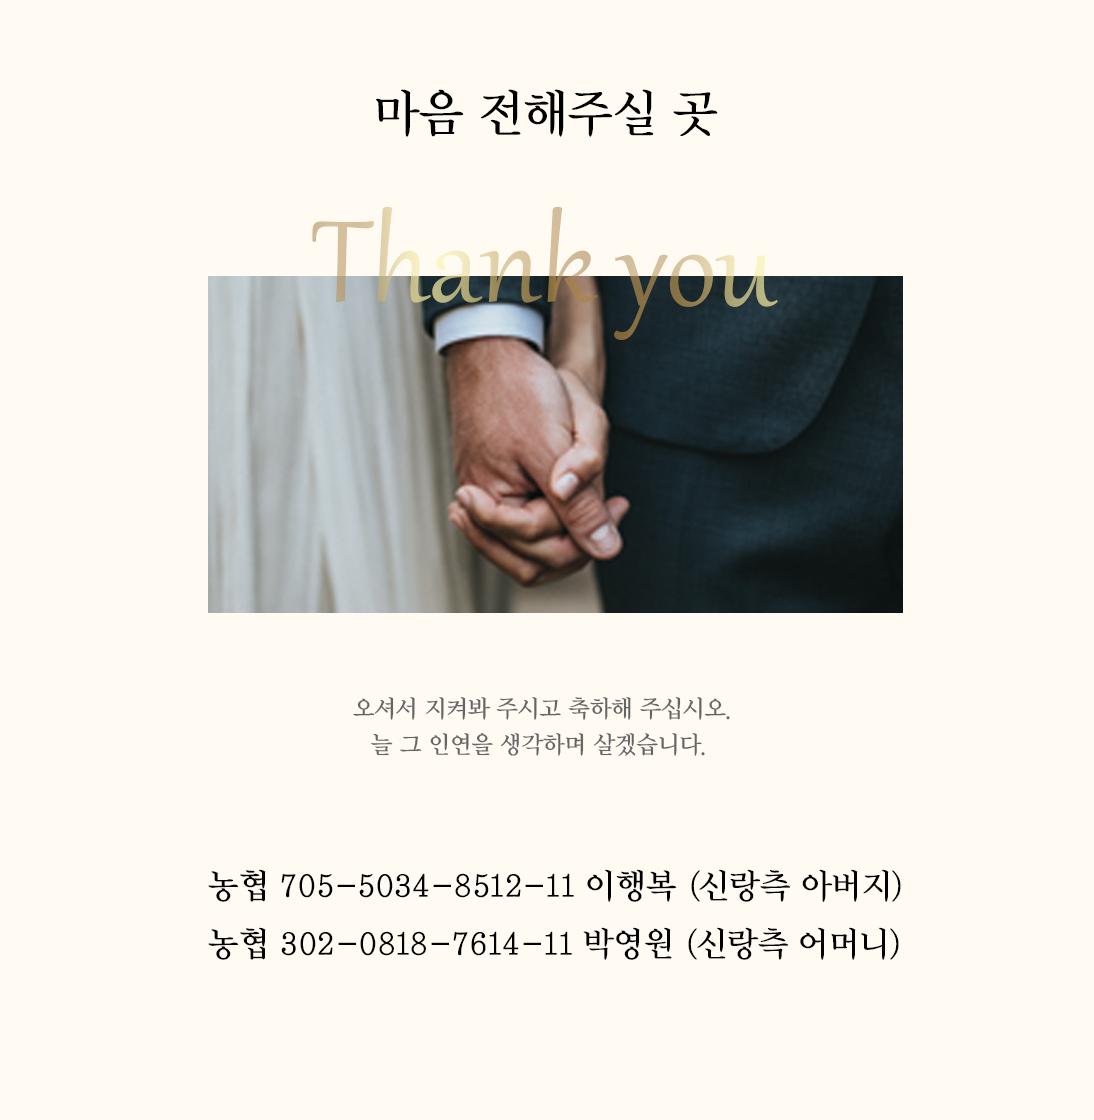 마음 전해주실 곳
Thank you
오셔서 지켜봐 주시고 축하해 주십시오.
늘 그 인연을 생각하며 살겠습니다.
농협 705-5034-8512-11 이행복 (신랑측 아버지)
농협 302-0818-7614-11 박영원 (신랑측 어머니)